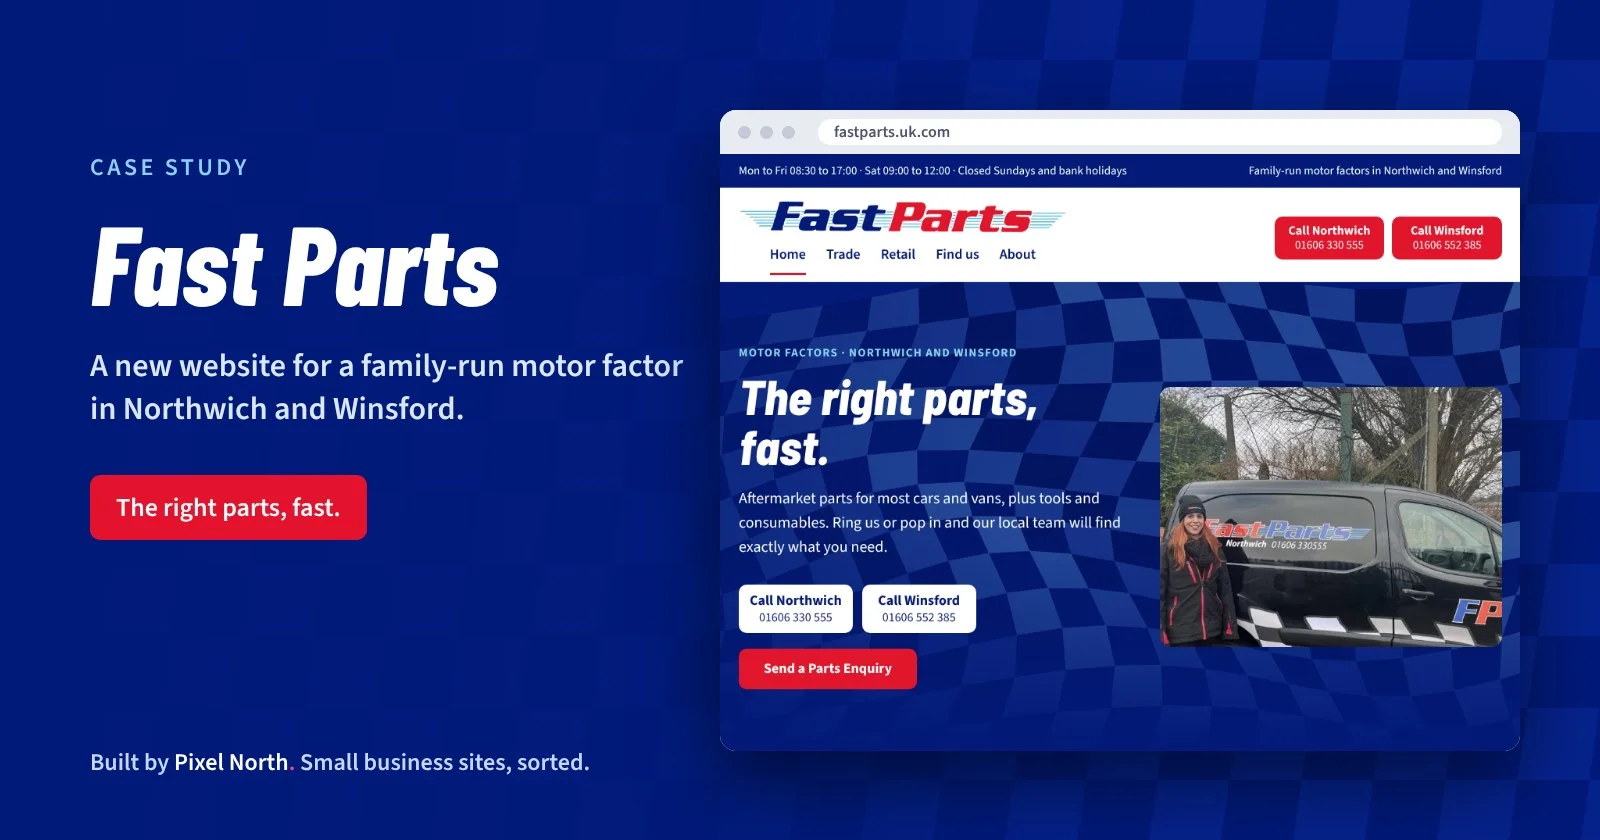 CASE STUDY
Fast Parts
A new website for a family-run motor factor
in Northwich and Winsford.
The right parts, fast.
Built by Pixel North. Small business sites, sorted.
fastparts.uk.com
Mon to Fri 08:30 to 17:00 · Sat 09:00 to 12:00 · Closed Sundays and bank holidays
Family-run motor factors in Northwich and Winsford
FastParts
Call Northwich
01606 330 555
Call Winsford
01606 552 385
Home Trade Retail Find us About
MOTOR FACTORS · NORTHWICH AND WINSFORD
The right parts,
fast.
Aftermarket parts for most cars and vans, plus tools and
consumables. Ring us or pop in and our local team will find
exactly what you need.
Call Northwich
01606 330 555
Call Winsford
01606 552 385
Send a Parts Enquiry
FastParts
Northwich 01606 330555
FP